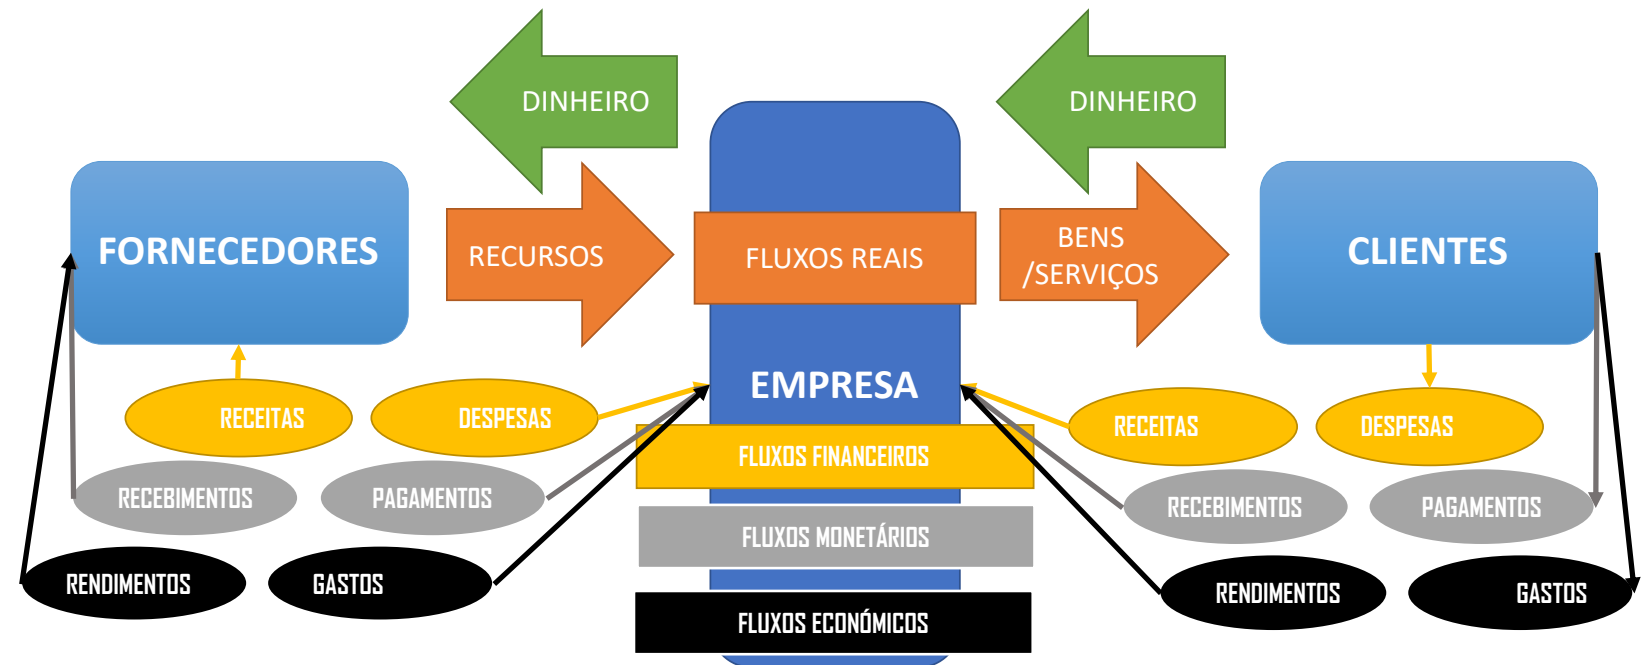 DINHEIRO
DINHEIRO
FORNECEDORES
RECURSOS
FLUXOS REAIS
BENS
/SERVIÇOS
CLIENTES
EMPRESA
RECEITAS
DESPESAS
RECEITAS
DESPESAS
FLUXOS FINANCEIROS
RECEBIMENTOS
PAGAMENTOS
RECEBIMENTOS
PAGAMENTOS
FLUXOS MONETÁRIOS
RENDIMENTOS
GASTOS
RENDIMENTOS
GASTOS
FLUXOS ECONÓMICOS